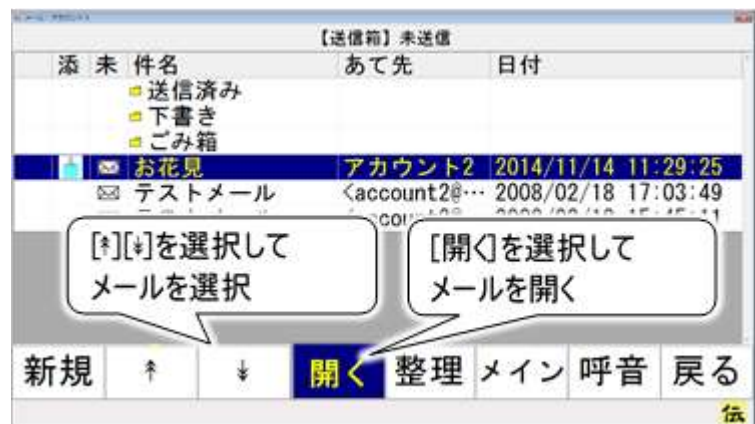 【送信箱】未送信
添 未 件名 あて先 日付
送信済み
下書き
ごみ箱
お花見 アカウント2 2014/11/14 11:29:25
テストメール <account2@… 2008/02/18 17:03:49
[↟][↡]を選択して
メールを選択
[開く]を選択して
メールを開く
新規 ↟ ↡ 開く 整理 メイン 呼音 戻る
伝